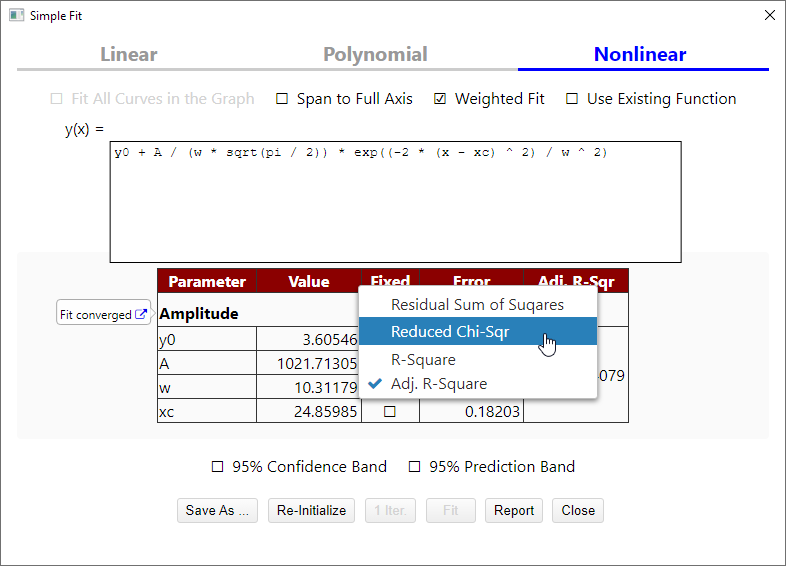 Simple Fit
Linear Polynomial Nonlinear
Fit All Curves in the Graph Span to Full Axis Weighted Fit Use Existing Function
y(x) =
y0 + A / (w * sqrt(pi / 2)) * exp((-2 * (x - xc) ^ 2) / w ^ 2)
Parameter Value Fixed Error Adj. R-Sqr
Fit converged
Amplitude
y0 3.60546
A 1021.71305
w 10.31179
xc 24.85985 0.18203
079
Residual Sum of Suqares
Reduced Chi-Sqr
R-Square
Adj. R-Square
95% Confidence Band 95% Prediction Band
Save As ... Re-Initialize 1 Iter. Fit Report Close